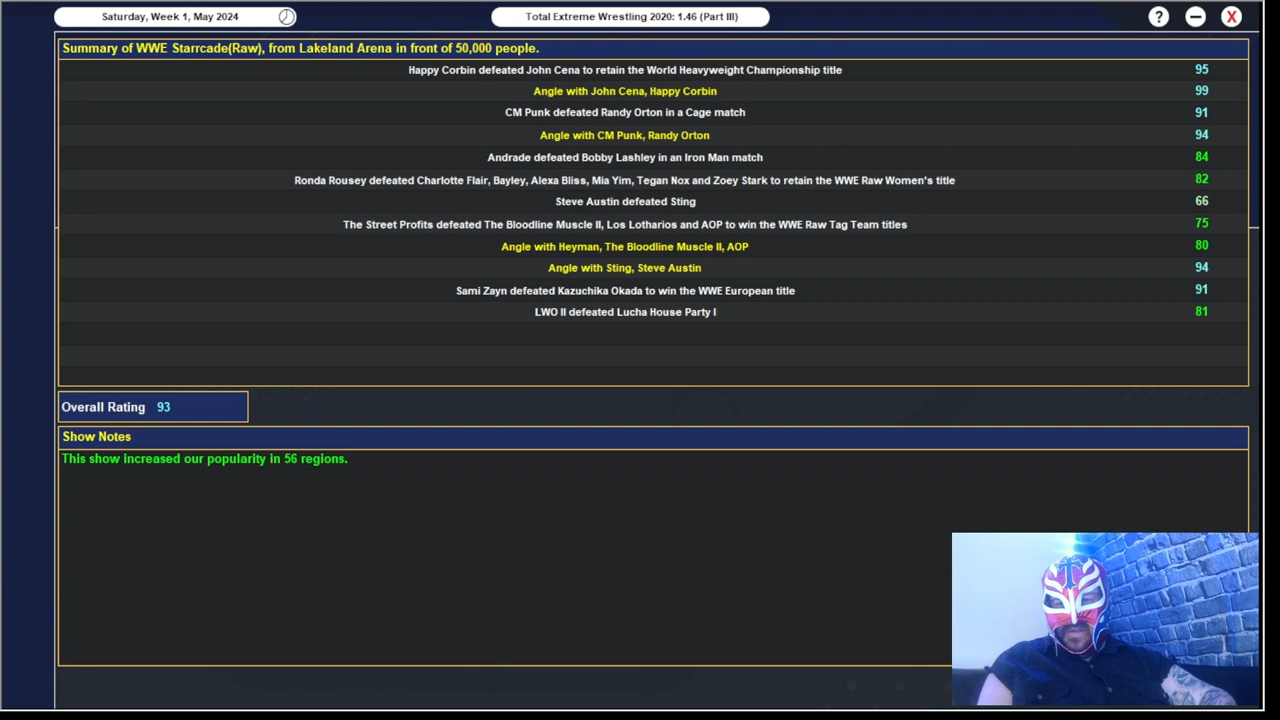 Saturday, Week 1, May 2024
Total Extreme Wrestling 2020: 1.46 (Part III)
?
X
Summary of WWE Starrcade(Raw), from Lakeland Arena in front of 50,000 people.
Happy Corbin defeated John Cena to retain the World Heavyweight Championship title 95
Angle with John Cena, Happy Corbin 99
CM Punk defeated Randy Orton in a Cage match 91
Angle with CM Punk, Randy Orton 94
Andrade defeated Bobby Lashley in an Iron Man match 84
Ronda Rousey defeated Charlotte Flair, Bayley, Alexa Bliss, Mia Yim, Tegan Nox and Zoey Stark to retain the WWE Raw Women's title 82
Steve Austin defeated Sting 66
The Street Profits defeated The Bloodline Muscle II, Los Lotharios and AOP to win the WWE Raw Tag Team titles 75
Angle with Heyman, The Bloodline Muscle II, AOP 80
Angle with Sting, Steve Austin 94
Sami Zayn defeated Kazuchika Okada to win the WWE European title 91
LWO II defeated Lucha House Party I 81
Overall Rating 93
Show Notes
This show increased our popularity in 56 regions.